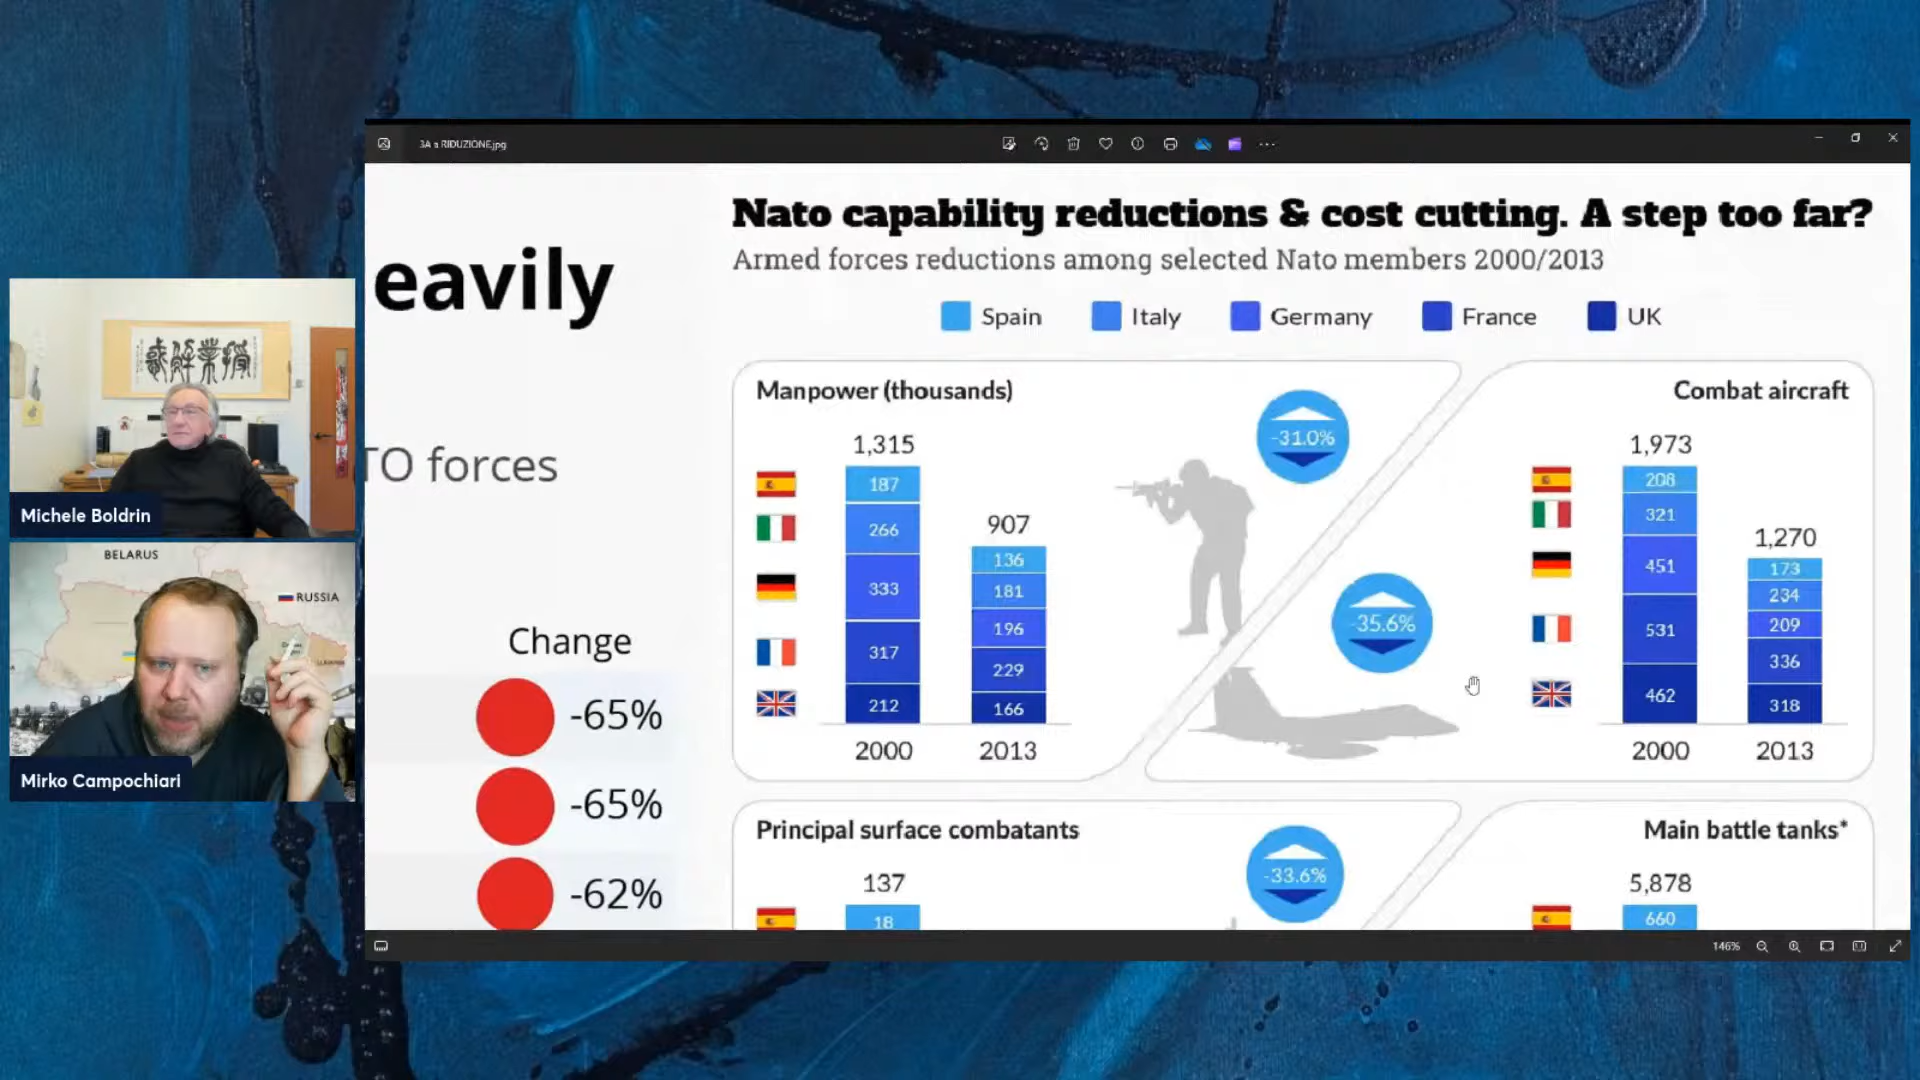 3A a RIDUZIONE.jpg
eavily
TO forces
Change
-65%
-65%
-62%
Nato capability reductions & cost cutting. A step too far?
Armed forces reductions among selected Nato members 2000/2013
Spain Italy Germany France UK
Manpower (thousands)
-31.0%
1,315
187
266
333
317
212
2000
907
136
181
196
229
166
2013
Combat aircraft
-35.6%
1,973
208
321
451
531
462
2000
1,270
173
234
209
336
318
2013
Principal surface combatants
-33.6%
137
18
Main battle tanks*
5,878
660
146%
授業解惑
Michele Boldrin
BELARUS
RUSSIA
Mirko Campochiari